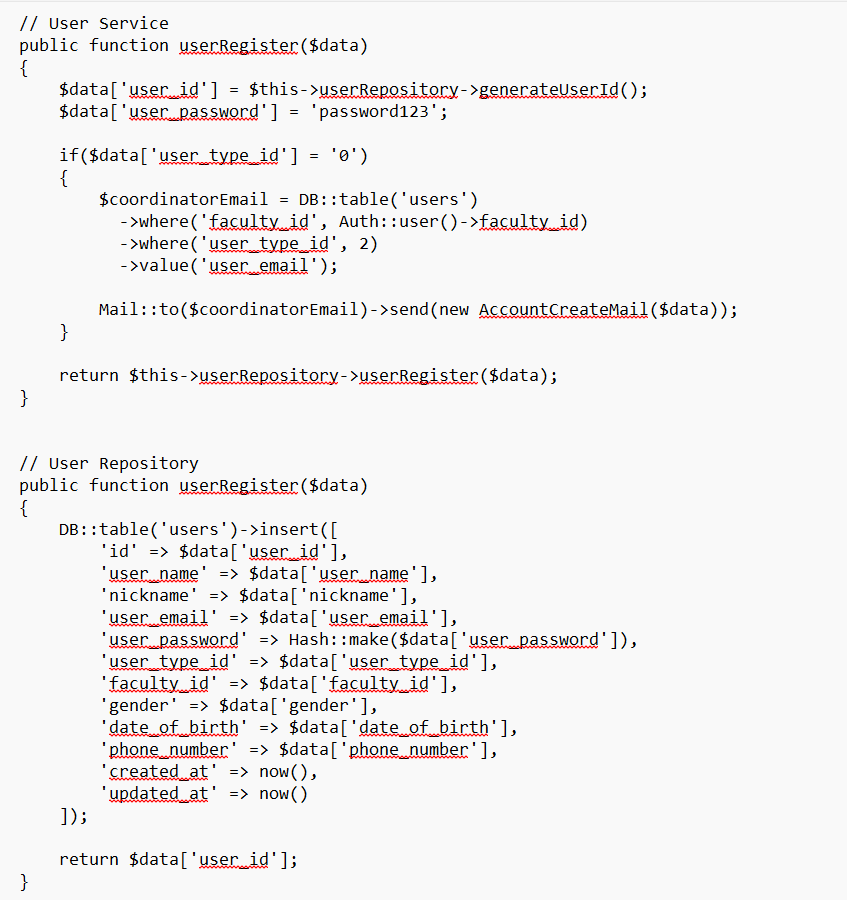 // User Service
public function userRegister($data)
{
    $data['user_id'] = $this->userRepository->generateUserId();
    $data['user_password'] = 'password123';

    if($data['user_type_id'] = '0')
    {
        $coordinatorEmail = DB::table('users')
          ->where('faculty_id', Auth::user()->faculty_id)
          ->where('user_type_id', 2)
          ->value('user_email');

        Mail::to($coordinatorEmail)->send(new AccountCreateMail($data));
    }

    return $this->userRepository->userRegister($data);
}


// User Repository
public function userRegister($data)
{
    DB::table('users')->insert([
        'id' => $data['user_id'],
        'user_name' => $data['user_name'],
        'nickname' => $data['nickname'],
        'user_email' => $data['user_email'],
        'user_password' => Hash::make($data['user_password']),
        'user_type_id' => $data['user_type_id'],
        'faculty_id' => $data['faculty_id'],
        'gender' => $data['gender'],
        'date_of_birth' => $data['date_of_birth'],
        'phone_number' => $data['phone_number'],
        'created_at' => now(),
        'updated_at' => now()
    ]);

    return $data['user_id'];
}